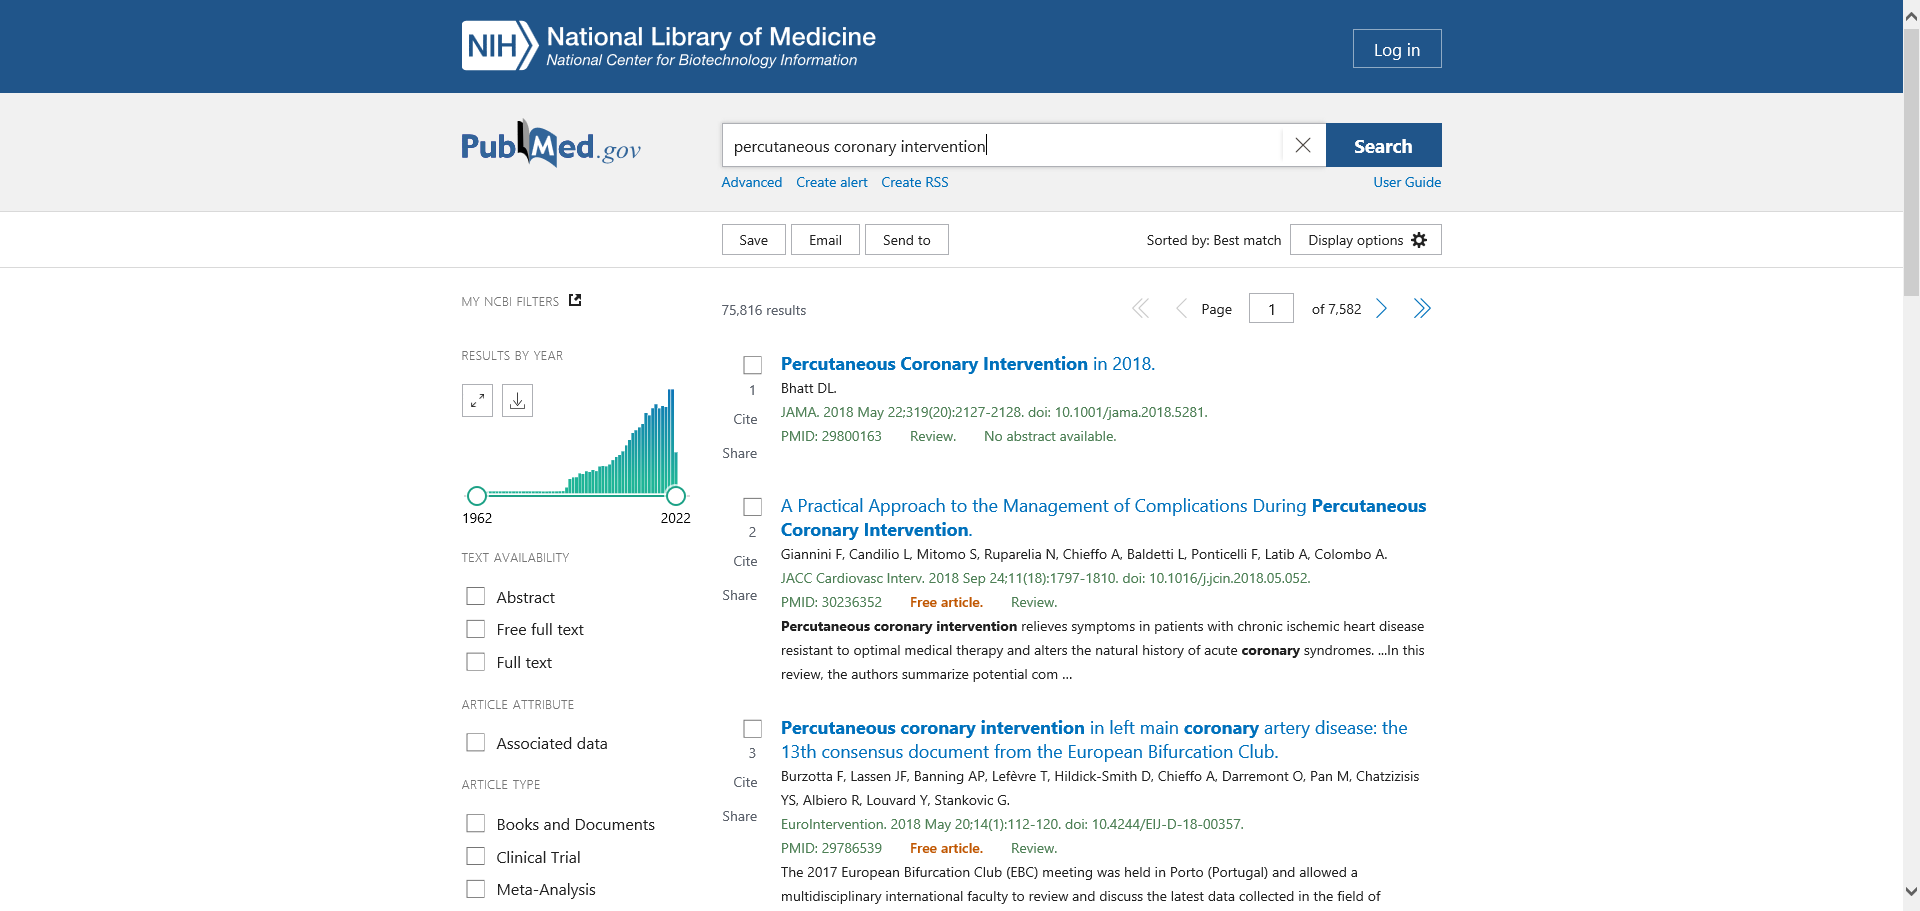 NIH
National Library of Medicine
National Center for Biotechnology Information
Log in
PubMed.gov
percutaneous coronary intervention
Search
Advanced Create alert Create RSS
User Guide
Save Email Send to
Sorted by: Best match
Display options
MY NCBI FILTERS
RESULTS BY YEAR
1962 2022
TEXT AVAILABILITY
Abstract
Free full text
Full text
ARTICLE ATTRIBUTE
Associated data
ARTICLE TYPE
Books and Documents
Clinical Trial
Meta-Analysis
75,816 results
Page 1 of 7,582
1
Cite
Share
Percutaneous Coronary Intervention in 2018.
Bhatt DL.
JAMA. 2018 May 22;319(20):2127-2128. doi: 10.1001/jama.2018.5281.
PMID: 29800163 Review. No abstract available.
2
Cite
Share
A Practical Approach to the Management of Complications During Percutaneous
Coronary Intervention.
Giannini F, Candilio L, Mitomo S, Ruparelia N, Chieffo A, Baldetti L, Ponticelli F, Latib A, Colombo A.
JACC Cardiovasc Interv. 2018 Sep 24;11(18):1797-1810. doi: 10.1016/j.jcin.2018.05.052.
PMID: 30236352 Free article. Review.
Percutaneous coronary intervention relieves symptoms in patients with chronic ischemic heart disease
resistant to optimal medical therapy and alters the natural history of acute coronary syndromes. ...In this
review, the authors summarize potential com ...
3
Cite
Share
Percutaneous coronary intervention in left main coronary artery disease: the
13th consensus document from the European Bifurcation Club.
Burzotta F, Lassen JF, Banning AP, Lefèvre T, Hildick-Smith D, Chieffo A, Darremont O, Pan M, Chatzizisis
YS, Albiero R, Louvard Y, Stankovic G.
EuroIntervention. 2018 May 20;14(1):112-120. doi: 10.4244/EIJ-D-18-00357.
PMID: 29786539 Free article. Review.
The 2017 European Bifurcation Club (EBC) meeting was held in Porto (Portugal) and allowed a
multidisciplinary international faculty to review and discuss the latest data collected in the field of